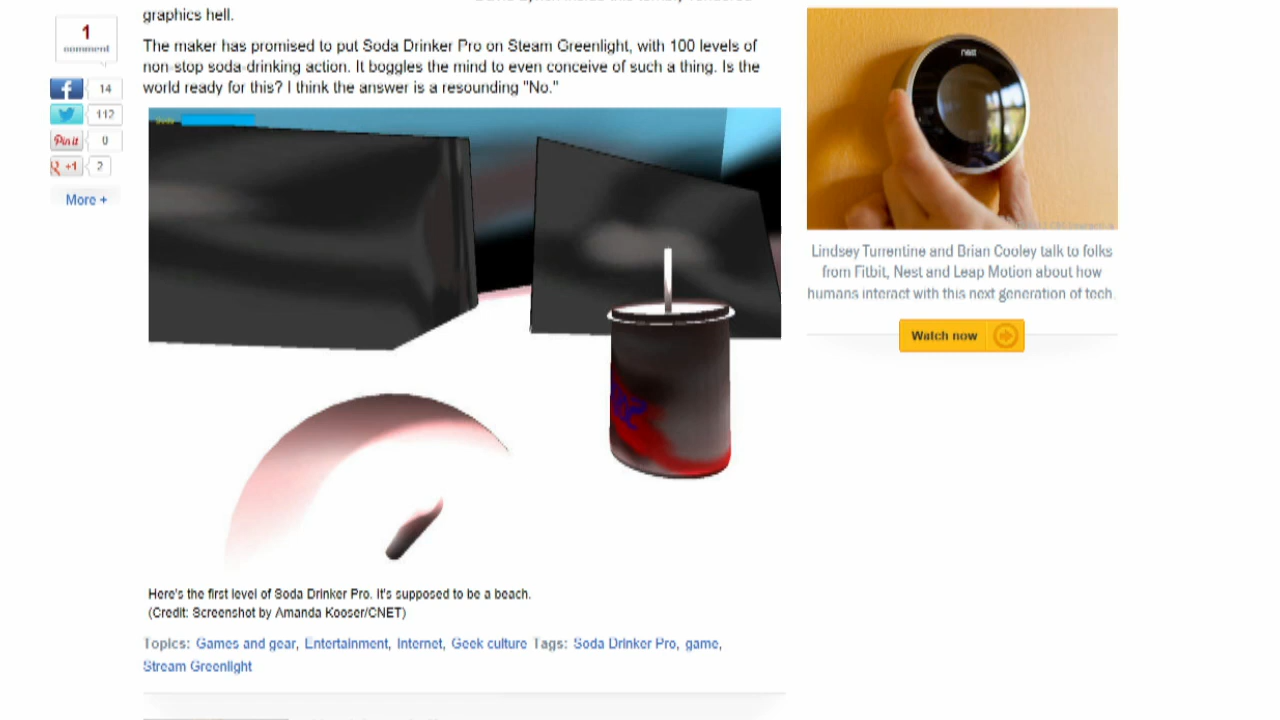 graphics hell.
The maker has promised to put Soda Drinker Pro on Steam Greenlight, with 100 levels of
non-stop soda-drinking action. It boggles the mind to even conceive of such a thing. Is the
world ready for this? I think the answer is a resounding "No."
1
comment
14
112
Pin it
0
+1
2
More +
nest
Lindsey Turrentine and Brian Cooley talk to folks
from Fitbit, Nest and Leap Motion about how
humans interact with this next generation of tech.
Watch now
Here's the first level of Soda Drinker Pro. It's supposed to be a beach.
(Credit: Screenshot by Amanda Kooser/CNET)
Topics: Games and gear, Entertainment, Internet, Geek culture Tags: Soda Drinker Pro, game,
Stream Greenlight